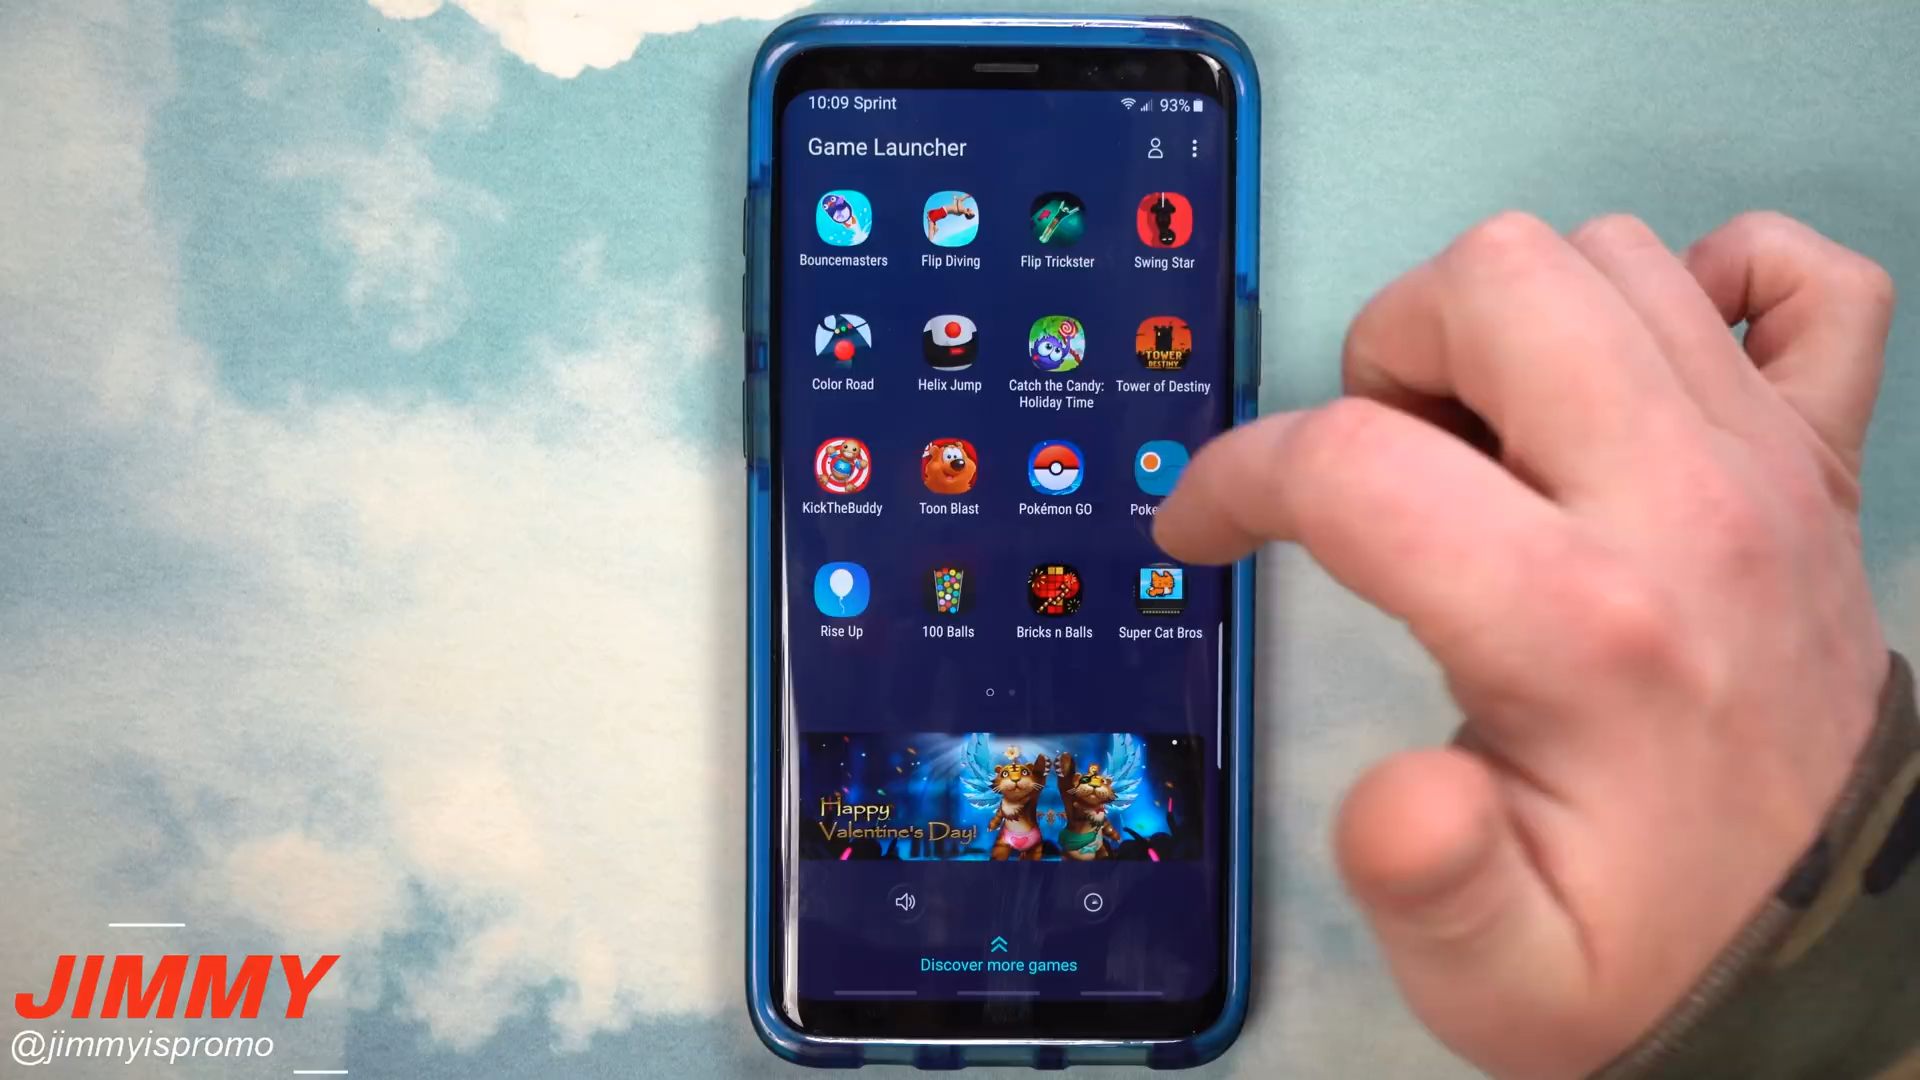 10:09 Sprint
93%
Game Launcher
Bouncemasters
Flip Diving
Flip Trickster
Swing Star
Color Road
Helix Jump
Catch the Candy:
Holiday Time
Tower of Destiny
TOWER
DESTINY
KickTheBuddy
Toon Blast
Pokémon GO
Rise Up
100 Balls
Bricks n Balls
Super Cat Bros
Happy
Valentine's Day!
Discover more games
JIMMY
@jimmyispromo